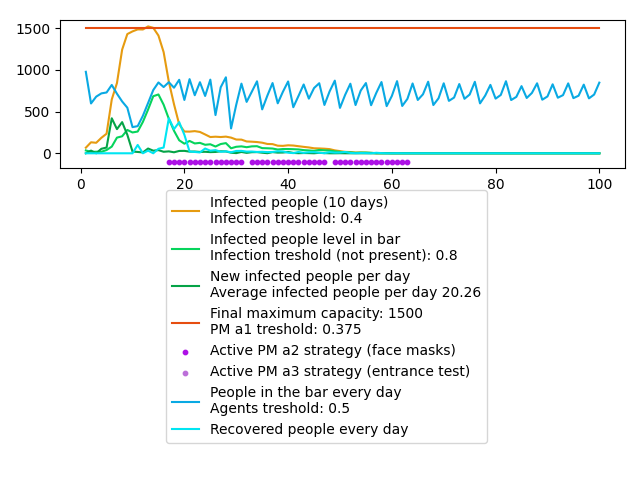 1500
1000
500
0
0 20 40 60 80 100
Infected people (10 days)
Infection treshold: 0.4
Infected people level in bar
Infection treshold (not present): 0.8
New infected people per day
Average infected people per day 20.26
Final maximum capacity: 1500
PM a1 treshold: 0.375
Active PM a2 strategy (face masks)
Active PM a3 strategy (entrance test)
People in the bar every day
Agents treshold: 0.5
Recovered people every day